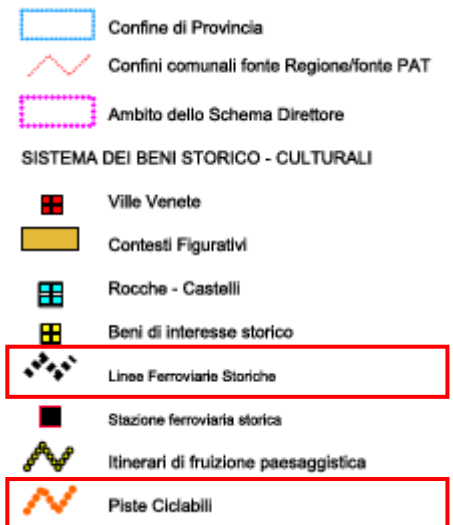 Confine di Provincia
Confini comunali fonte Regione/fonte PAT
Ambito dello Schema Direttore
SISTEMA DEI BENI STORICO - CULTURALI
Ville Venete
Contesti Figurativi
Rocche - Castelli
Beni di interesse storico
Linee Ferroviarie Storiche
Stazione ferroviaria storica
Itinerari di fruizione paesaggistica
Piste Ciclabili